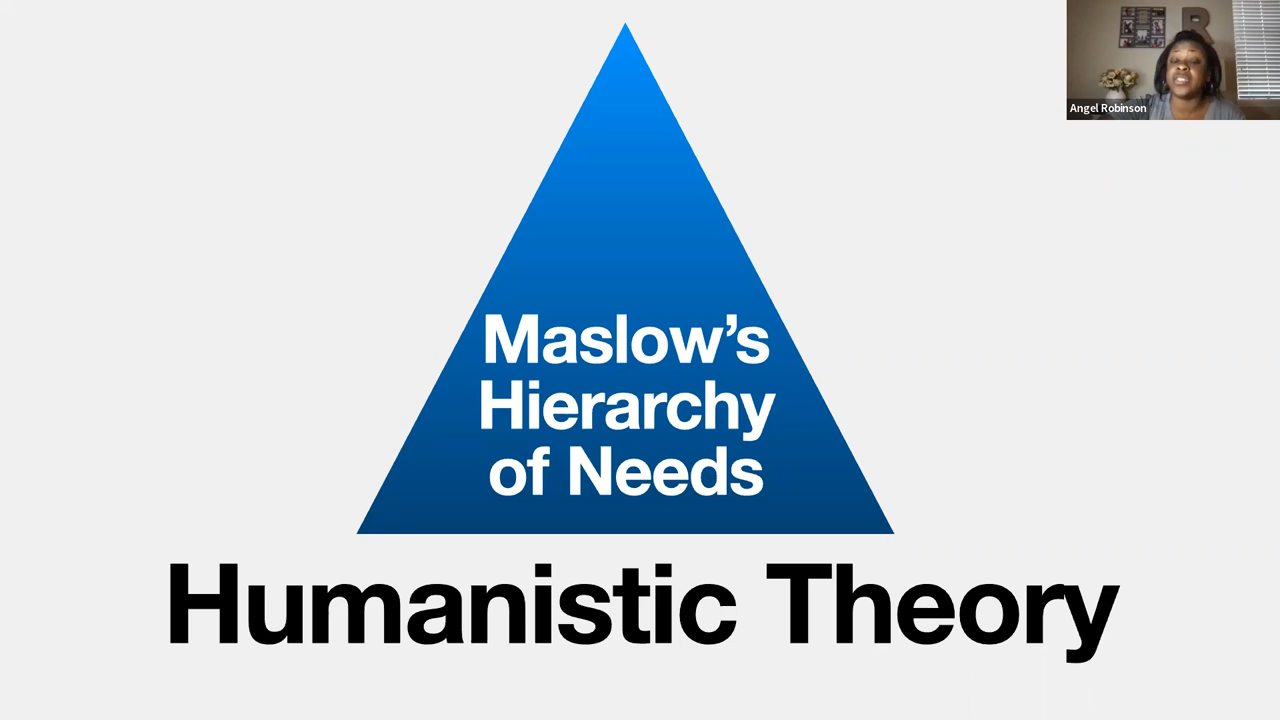 Maslow’s
Hierarchy
of Needs
Humanistic Theory
R
Angel Robinson